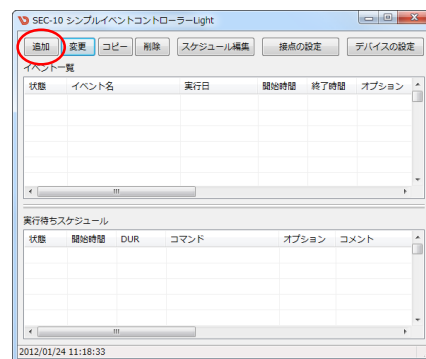 SEC-10 シンプルイベントコントローラーLight
追加 変更 コピー 削除 スケジュール編集 接点の設定 デバイスの設定
イベント一覧
状態 イベント名 実行日 開始時間 終了時間 オプション
実行待ちスケジュール
状態 開始時間 DUR コマンド オプション コメント
2012/01/24 11:18:33